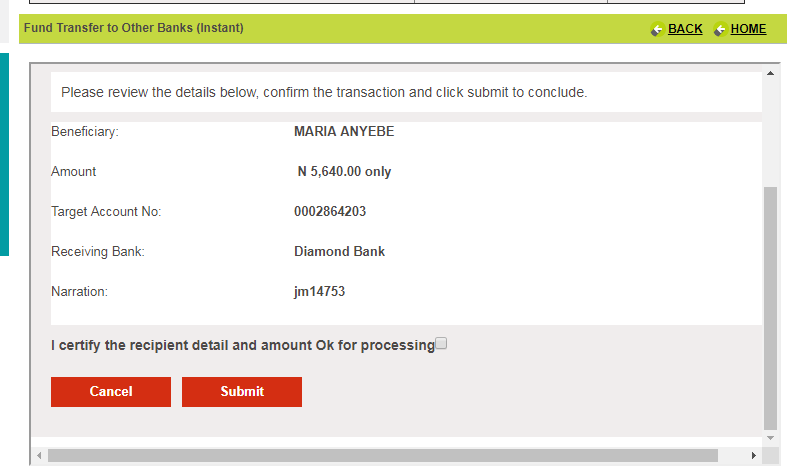 Fund Transfer to Other Banks (Instant) BACK HOME
Please review the details below, confirm the transaction and click submit to conclude.
Beneficiary: MARIA ANYEBE
Amount N 5,640.00 only
Target Account No: 0002864203
Receiving Bank: Diamond Bank
Narration: jm14753
I certify the recipient detail and amount Ok for processing
Cancel Submit